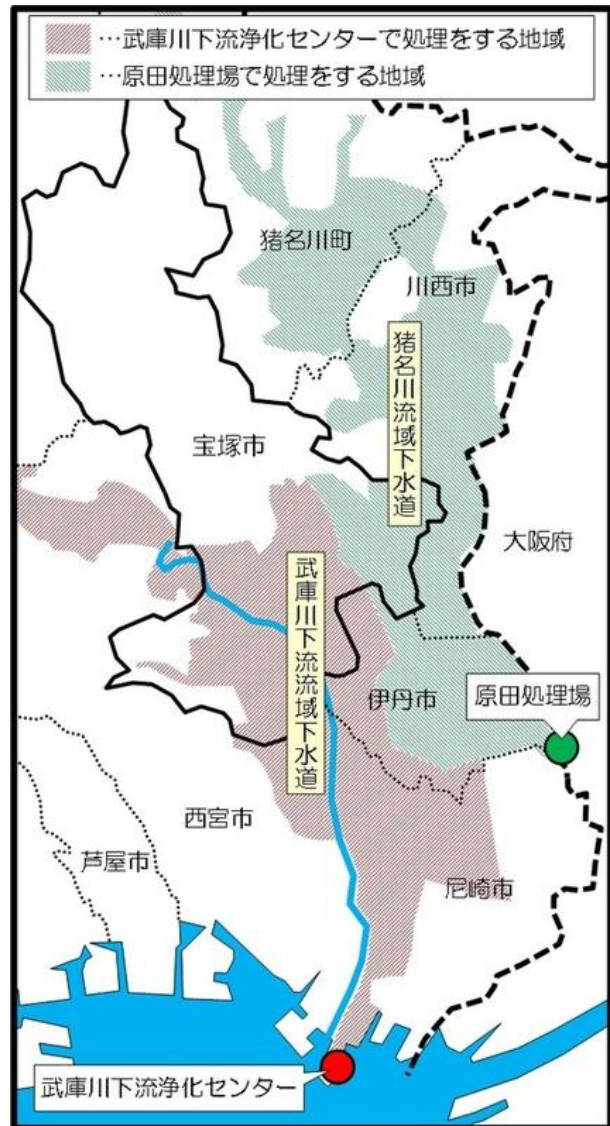 …武庫川下流浄化センターで処理をする地域
…原田処理場で処理をする地域
猪名川町
川西市
猪名川流域下水道
宝塚市
大阪府
武庫川下流流域下水道
伊丹市
原田処理場
西宮市
芦屋市
尼崎市
武庫川下流浄化センター